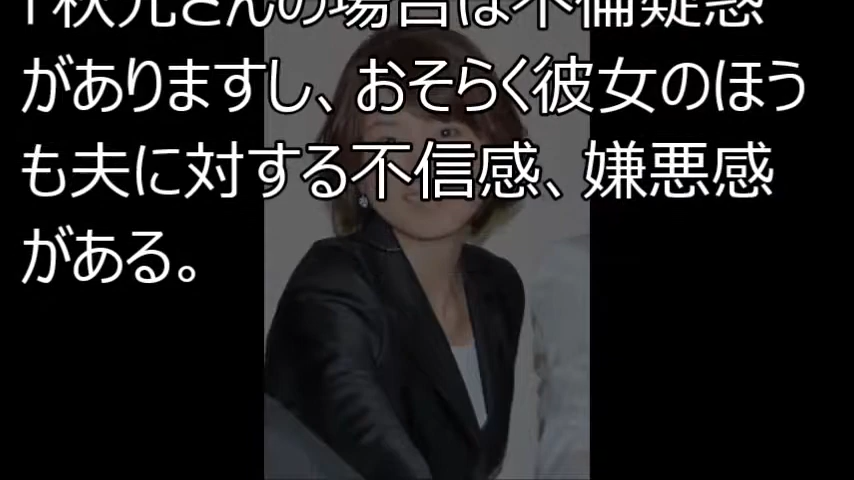 「秋元さんの場合は不倫疑惑
がありますし、おそらく彼女のほう
も夫に対する不信感、嫌悪感
がある。